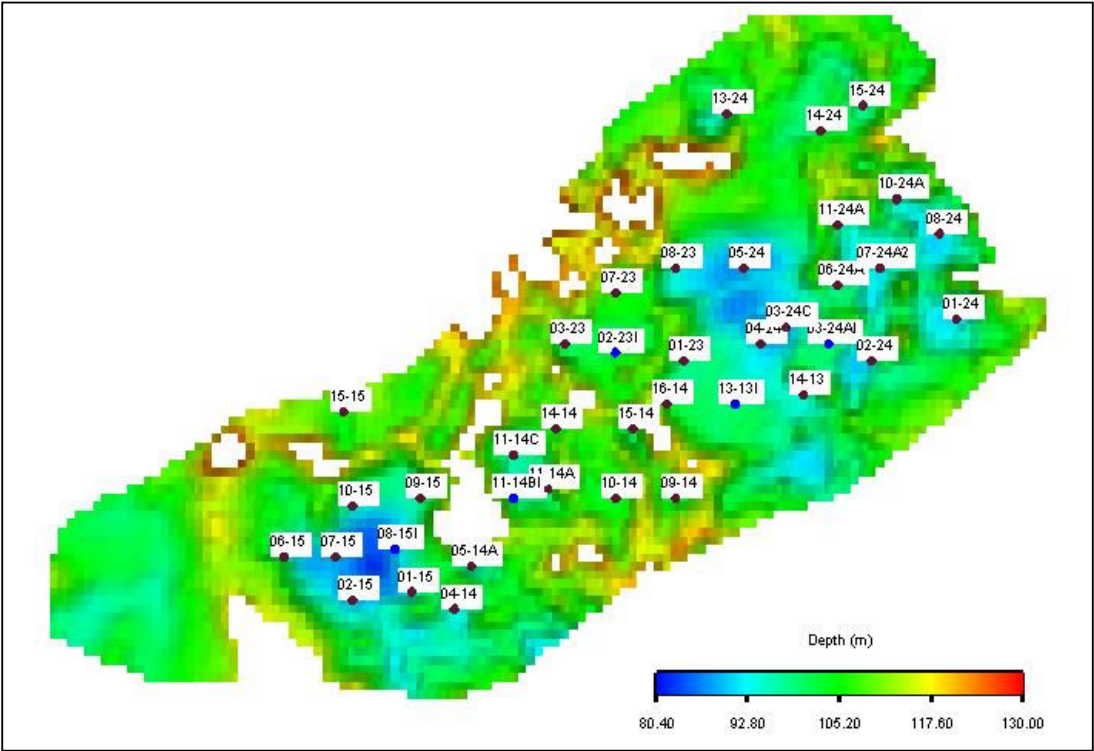 13-24
15-24
14-24
10-24A
11-24A
08-24
08-23
05-24
07-24A2
07-23
06-24A
01-24
03-24C
03-23
02-23I
04-24
03-24AI
01-23
02-24
14-13
16-14
13-13I
15-15
14-14
15-14
11-14C
11-14A
09-15
11-14BI
10-14
09-14
10-15
08-15I
06-15
07-15
05-14A
02-15
01-15
04-14
Depth (m)
80.40 92.80 105.20 117.60 130.00